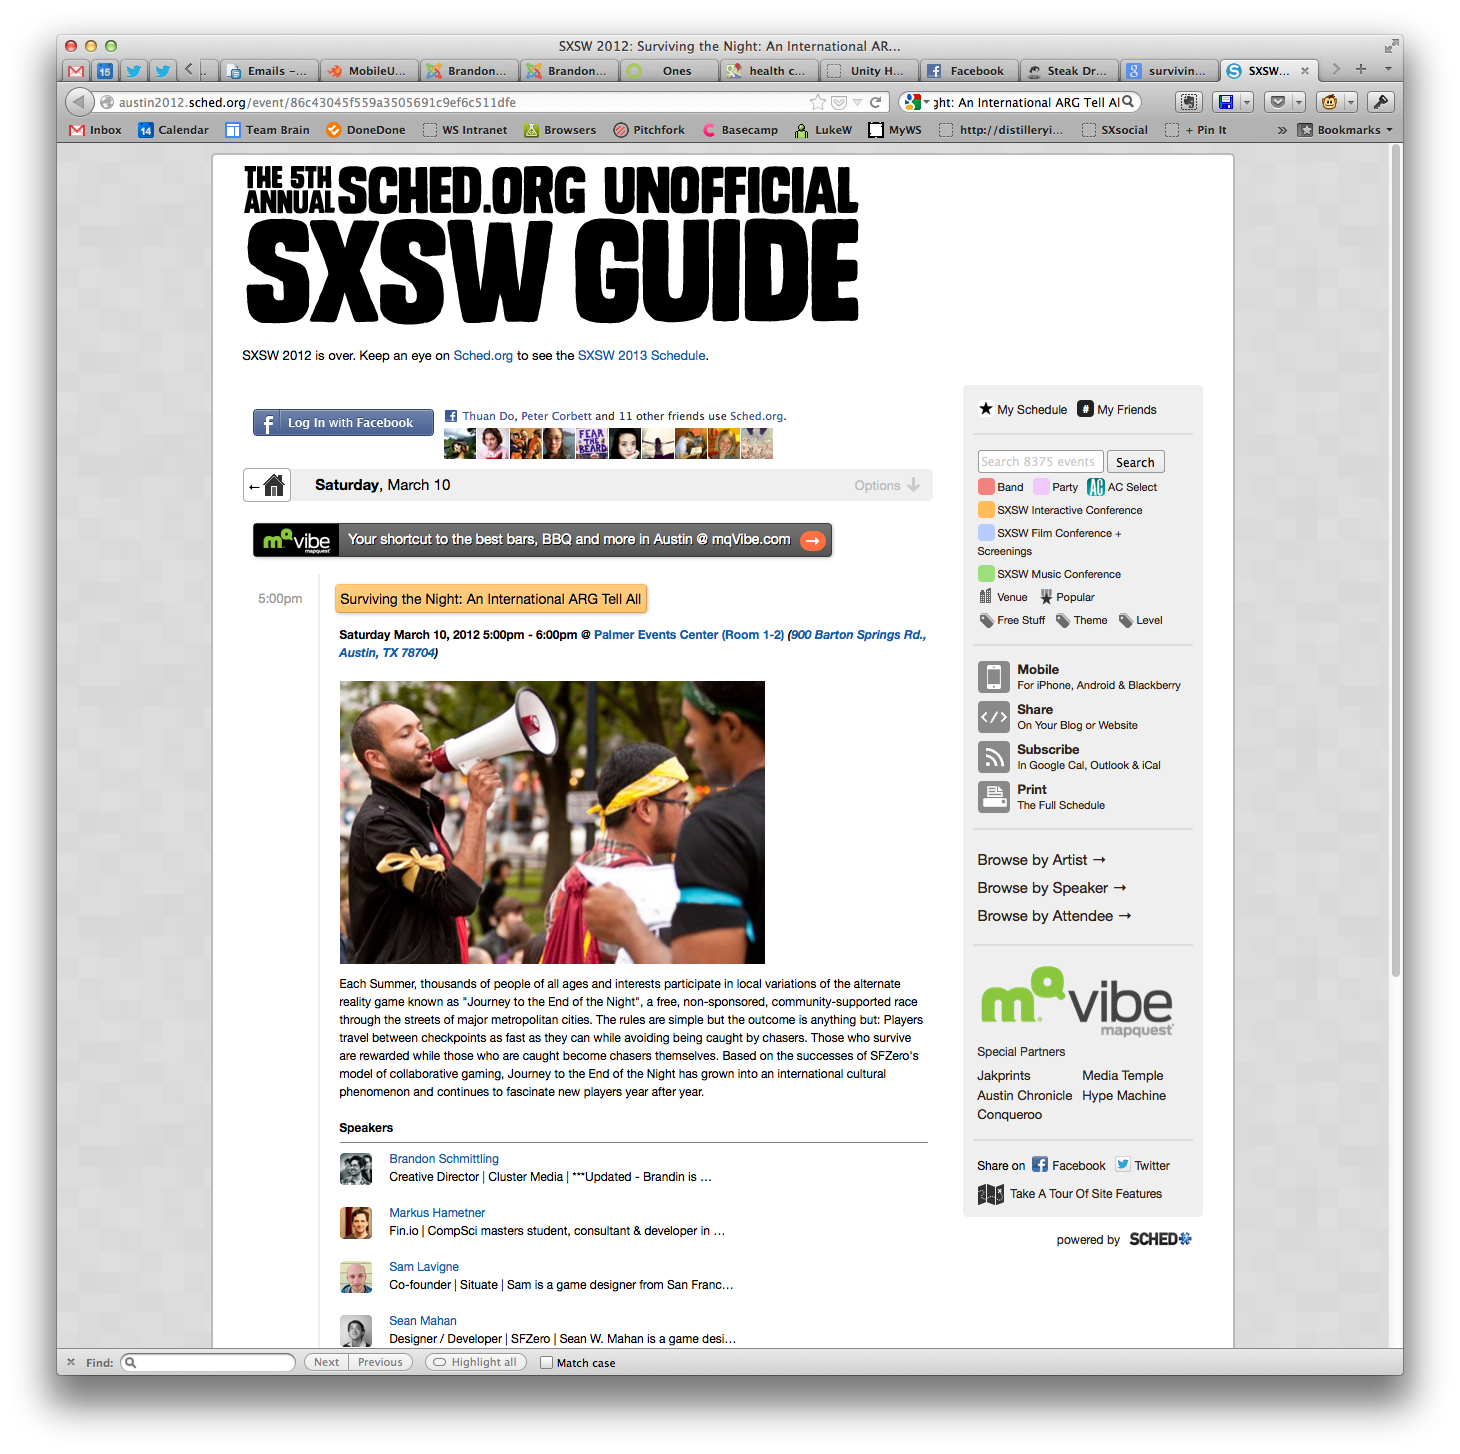 SXSW 2012: Surviving the Night: An International AR...
15
Emails –...
MobileU...
Brandon...
Brandon...
Ones
health c...
Unity H...
Facebook
Steak Dr...
survivin...
SXSW...
austin2012.sched.org/event/86c43045f559a3505691c9ef6c511dfe
ght: An International ARG Tell Al
Inbox
14 Calendar
Team Brain
DoneDone
WS Intranet
Browsers
Pitchfork
Basecamp
LukeW
MyWS
http://distilleryi...
SXsocial
+ Pin It
»
Bookmarks
THE 5TH ANNUAL SCHED.ORG UNOFFICIAL
SXSW GUIDE
SXSW 2012 is over. Keep an eye on Sched.org to see the SXSW 2013 Schedule.
Log In with Facebook
Thuan Do, Peter Corbett and 11 other friends use Sched.org.
FEAR THE BEARD
Saturday, March 10
Options
mqvibe mapquest
Your shortcut to the best bars, BBQ and more in Austin @ mqVibe.com
5:00pm
Surviving the Night: An International ARG Tell All
Saturday March 10, 2012 5:00pm - 6:00pm @ Palmer Events Center (Room 1-2) (900 Barton Springs Rd.,
Austin, TX 78704)
Each Summer, thousands of people of all ages and interests participate in local variations of the alternate
reality game known as "Journey to the End of the Night", a free, non-sponsored, community-supported race
through the streets of major metropolitan cities. The rules are simple but the outcome is anything but: Players
travel between checkpoints as fast as they can while avoiding being caught by chasers. Those who survive
are rewarded while those who are caught become chasers themselves. Based on the successes of SFZero's
model of collaborative gaming, Journey to the End of the Night has grown into an international cultural
phenomenon and continues to fascinate new players year after year.
Speakers
Brandon Schmittling
Creative Director | Cluster Media | ***Updated - Brandin is ...
Markus Hametner
Fin.io | CompSci masters student, consultant & developer in ...
Sam Lavigne
Co-founder | Situate | Sam is a game designer from San Franc...
Sean Mahan
Designer / Developer | SFZero | Sean W. Mahan is a game desi...
My Schedule
# My Friends
Search 8375 events
Search
Band
Party
AC AC Select
SXSW Interactive Conference
SXSW Film Conference +
Screenings
SXSW Music Conference
Venue
Popular
Free Stuff
Theme
Level
Mobile
For iPhone, Android & Blackberry
Share
On Your Blog or Website
Subscribe
In Google Cal, Outlook & iCal
Print
The Full Schedule
Browse by Artist →
Browse by Speaker →
Browse by Attendee →
mqvibe
mapquest
Special Partners
Jakprints Media Temple
Austin Chronicle Hype Machine
Conqueroo
Share on Facebook Twitter
Take A Tour Of Site Features
powered by SCHED
Find:
Next
Previous
Highlight all
Match case